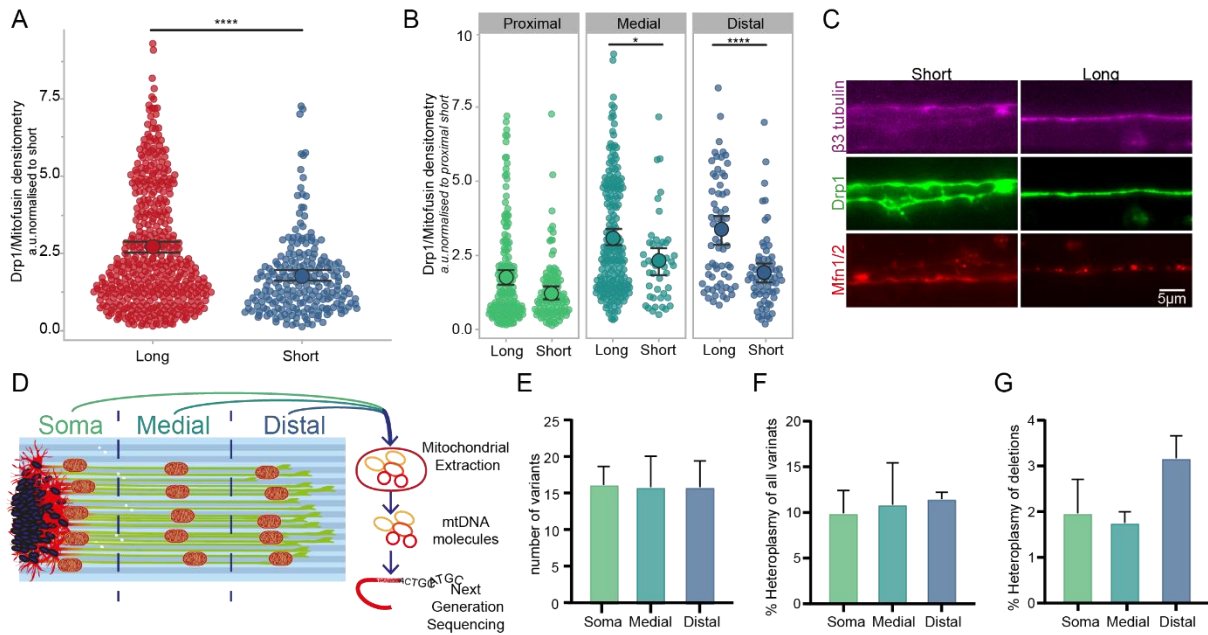 A
****
Drp1/Mitofusin densitometry
a.u.normalised to short
7.5
5.0
2.5
0.0
Long
Short
B
Proximal
Medial
Distal
*
****
Drp1/Mitofusin densitometry
a.u.normalised to proximal short
10
7.5
5.0
2.5
0.0
Long
Short
Long
Short
Long
Short
C
Short
Long
β3 tubulin
Drp1
Mfn1/2
5µm
D
Soma
Medial
Distal
Mitochondrial
Extraction
mtDNA
molecules
ACTGCATGC
Next
Generation
Sequencing
E
number of variants
25
20
15
10
5
0
Soma
Medial
Distal
F
% Heteroplasmy of all varinats
20
15
10
5
0
Soma
Medial
Distal
G
% Heteroplasmy of deletions
4
3
2
1
0
Soma
Medial
Distal